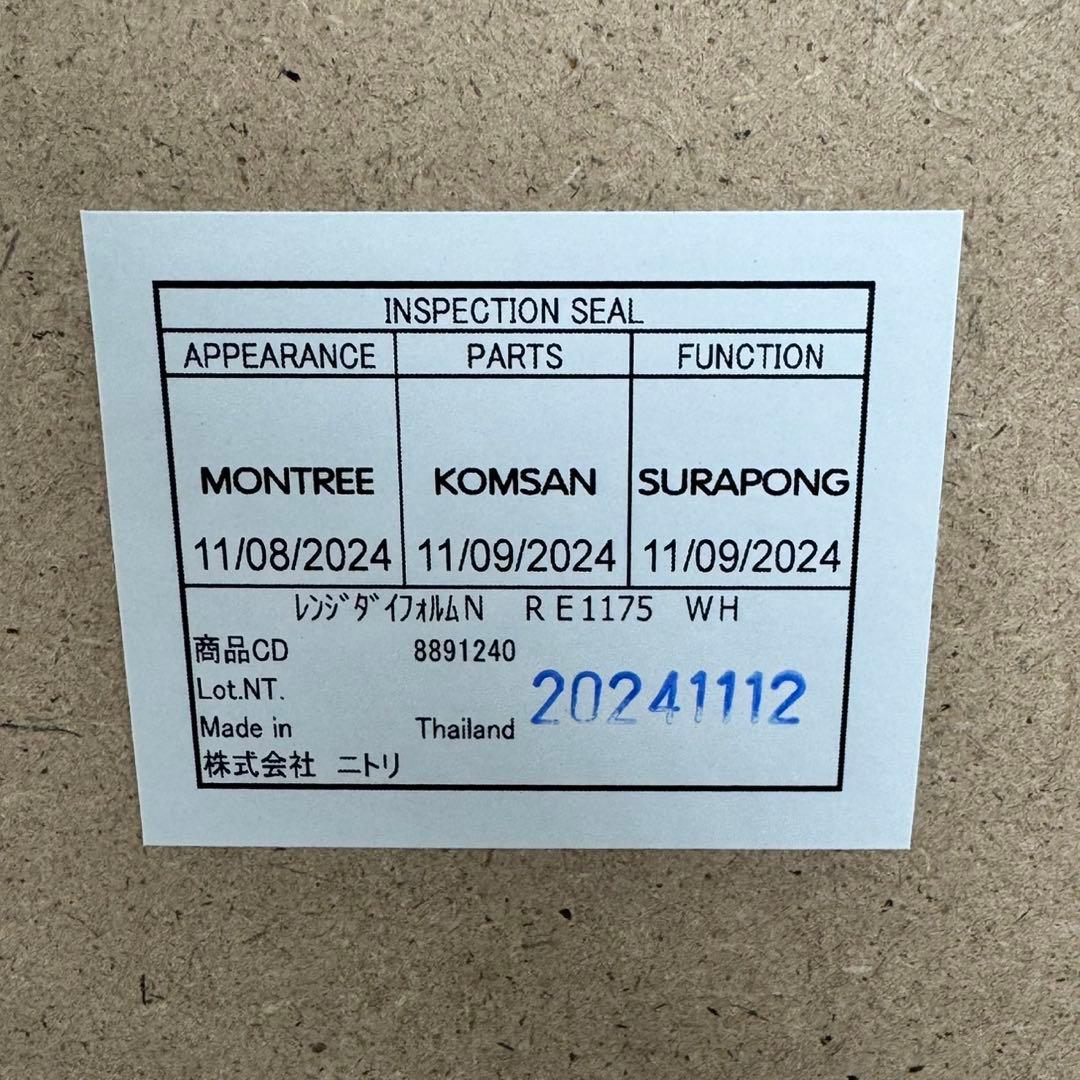 INSPECTION SEAL
APPEARANCE PARTS FUNCTION
MONTREE KOMSAN SURAPONG
11/08/2024 11/09/2024 11/09/2024
ﾚﾝｼﾞﾀﾞｲﾌｫﾙﾑN ＲＥ1175 ＷＨ
商品CD 8891240
Lot.NT. 20241112
Made in Thailand
株式会社 ニトリ